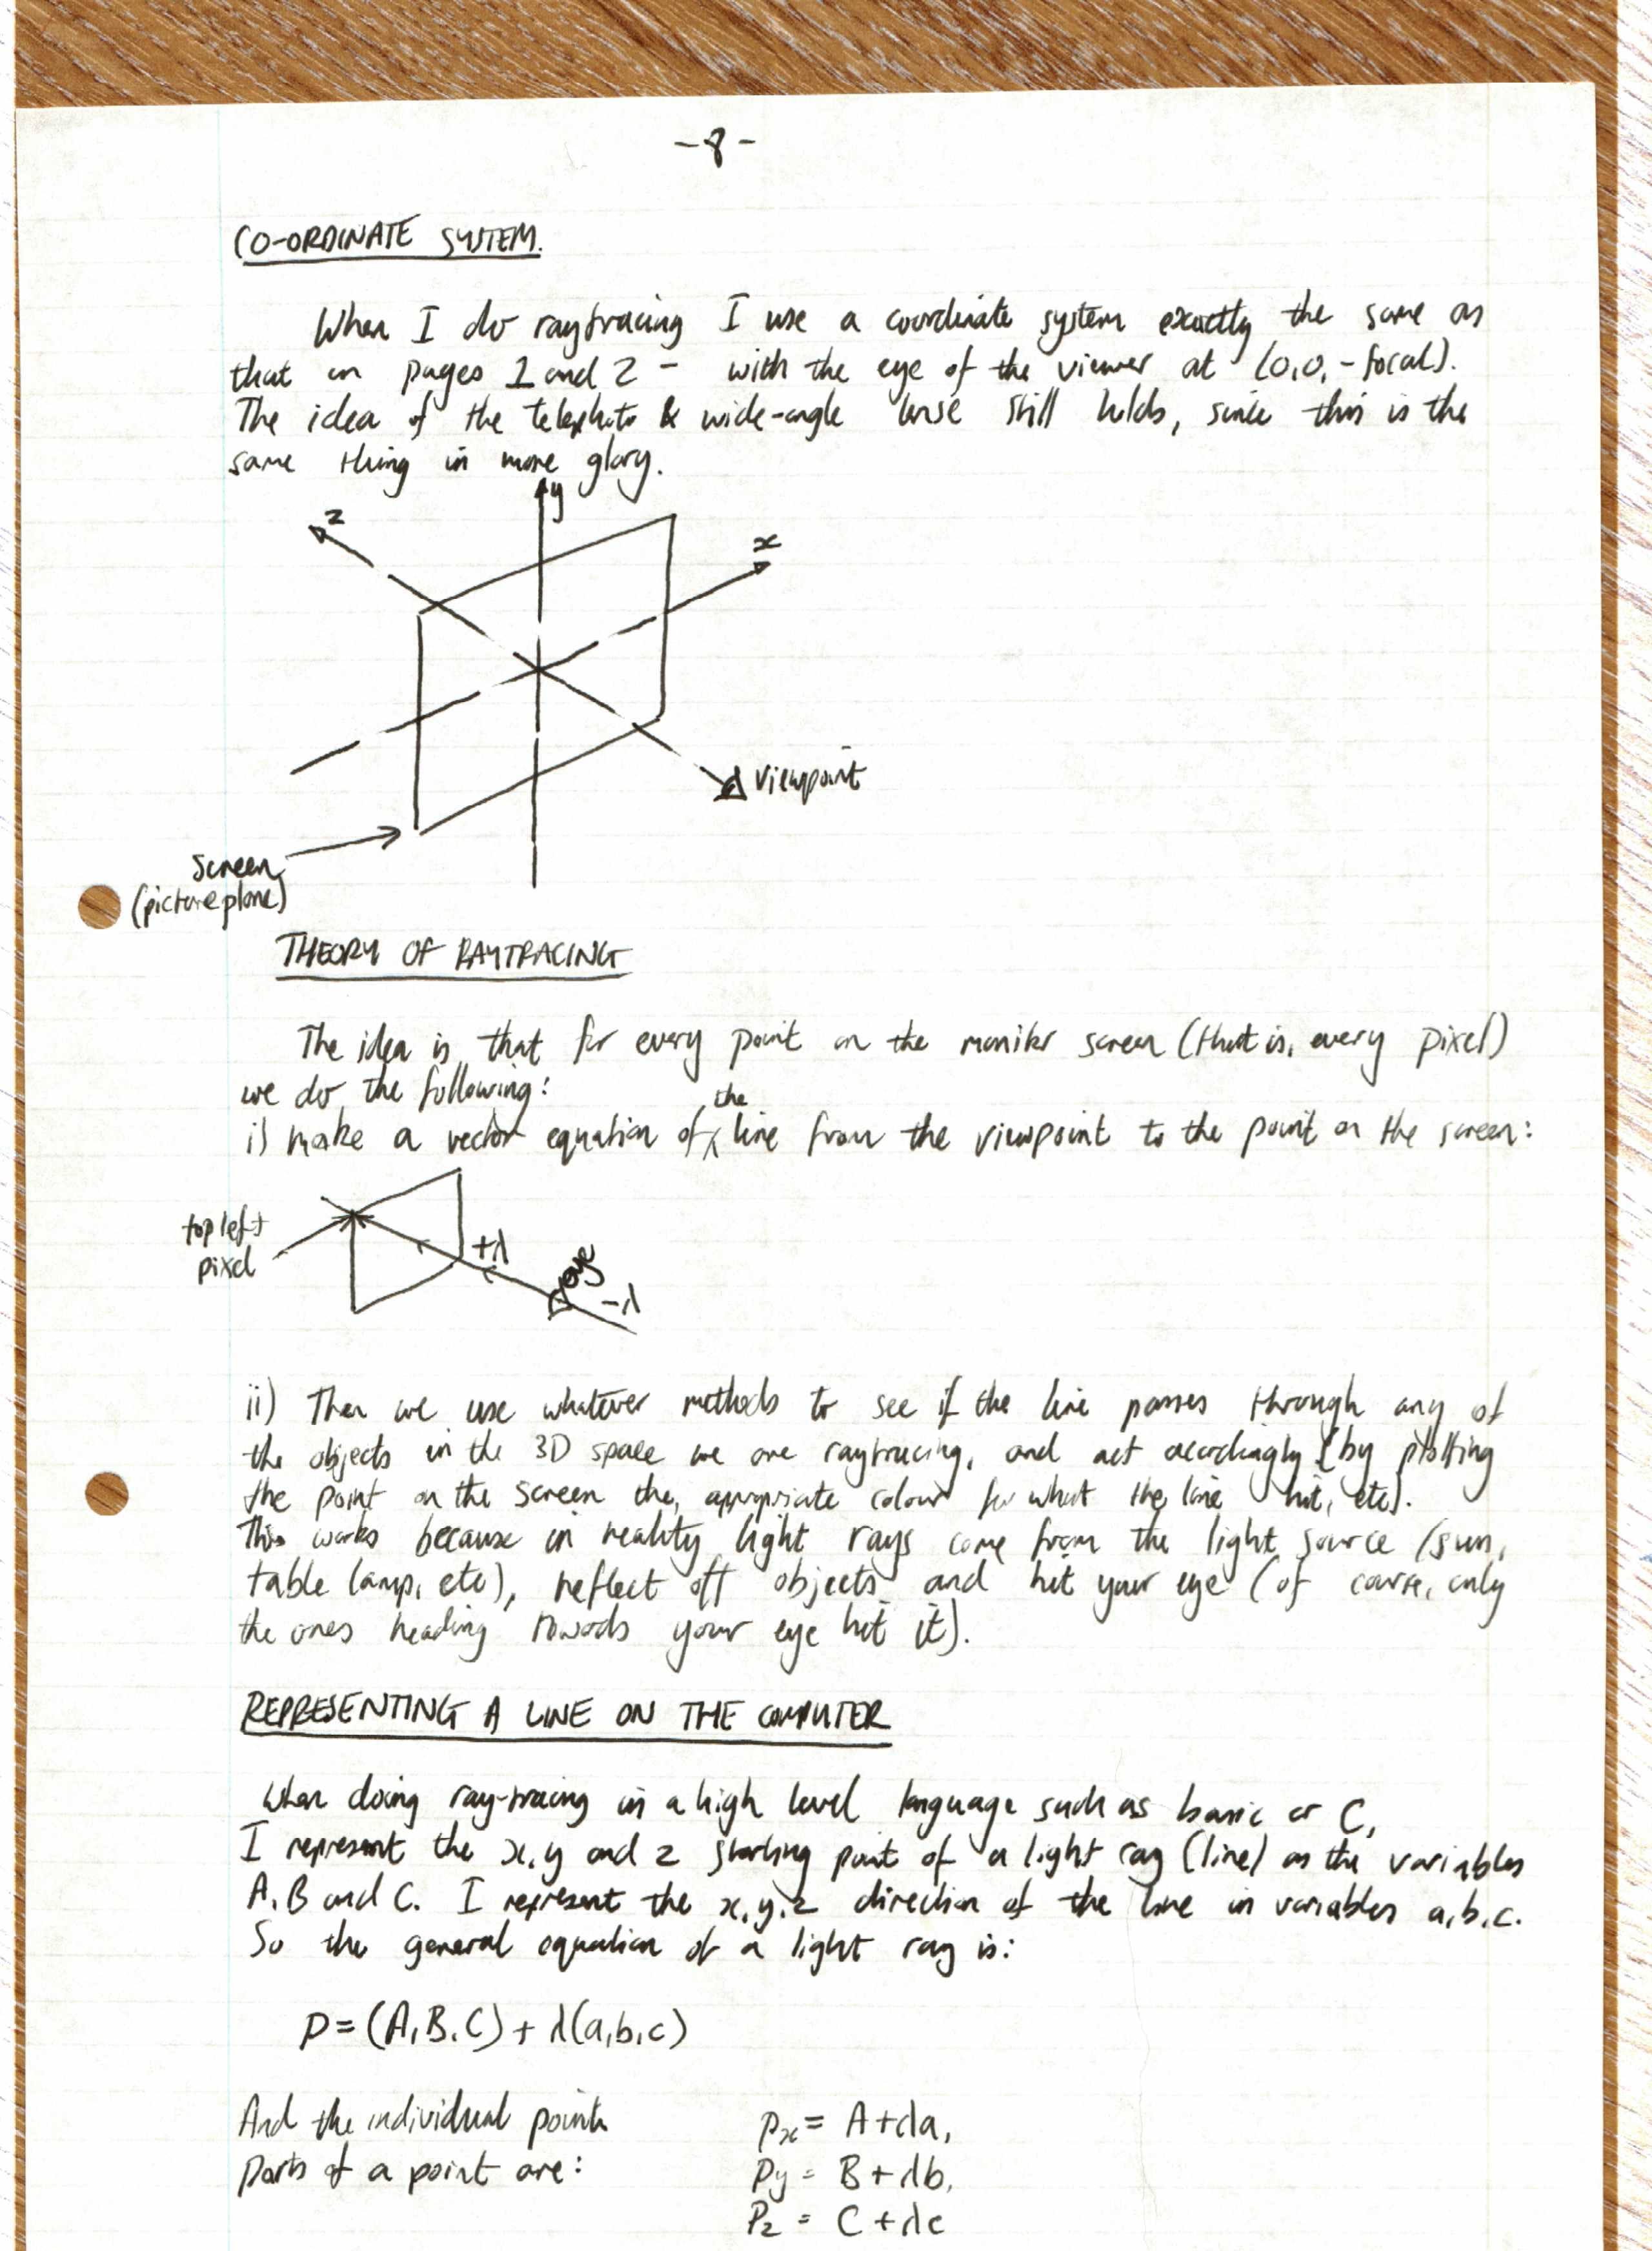 -8-
CO-ORDINATE SYSTEM.
When I do raytracing I use a coordinate system exactly the same as
that on pages 1 and 2 - with the eye of the viewer at (0,0,-focal).
The idea of the telephoto & wide-angle lense still holds, since this is the
same thing in more glory.
y
z
x
viewpoint
Screen
(picture plane)
THEORY OF RAYTRACING
The idea is that for every point on the monitor screen (that is, every pixel)
we do the following:
i) make a vector equation of the line from the viewpoint to the point on the screen:
top left
pixel
+λ
eye
-λ
ii) Then we use whatever methods to see if the line passes through any of
the objects in the 3D space we are raytracing, and act accordingly (by plotting
the point on the screen the appropriate colour for what the line hit, etc).
This works because in reality light rays come from the light source (sun,
table lamp, etc), reflect off objects and hit your eye (of course, only
the ones heading towards your eye hit it).
REPRESENTING A LINE ON THE COMPUTER
When doing ray-tracing in a high level language such as basic or C,
I represent the x, y and z starting point of a light ray (line) as the variables
A, B and C. I represent the x, y, z direction of the line in variables a, b, c.
So the general equation of a light ray is:
p = (A, B, C) + λ(a, b, c)
And the individual points
parts of a point are:
px = A + λa,
py = B + λb,
pz = C + λc